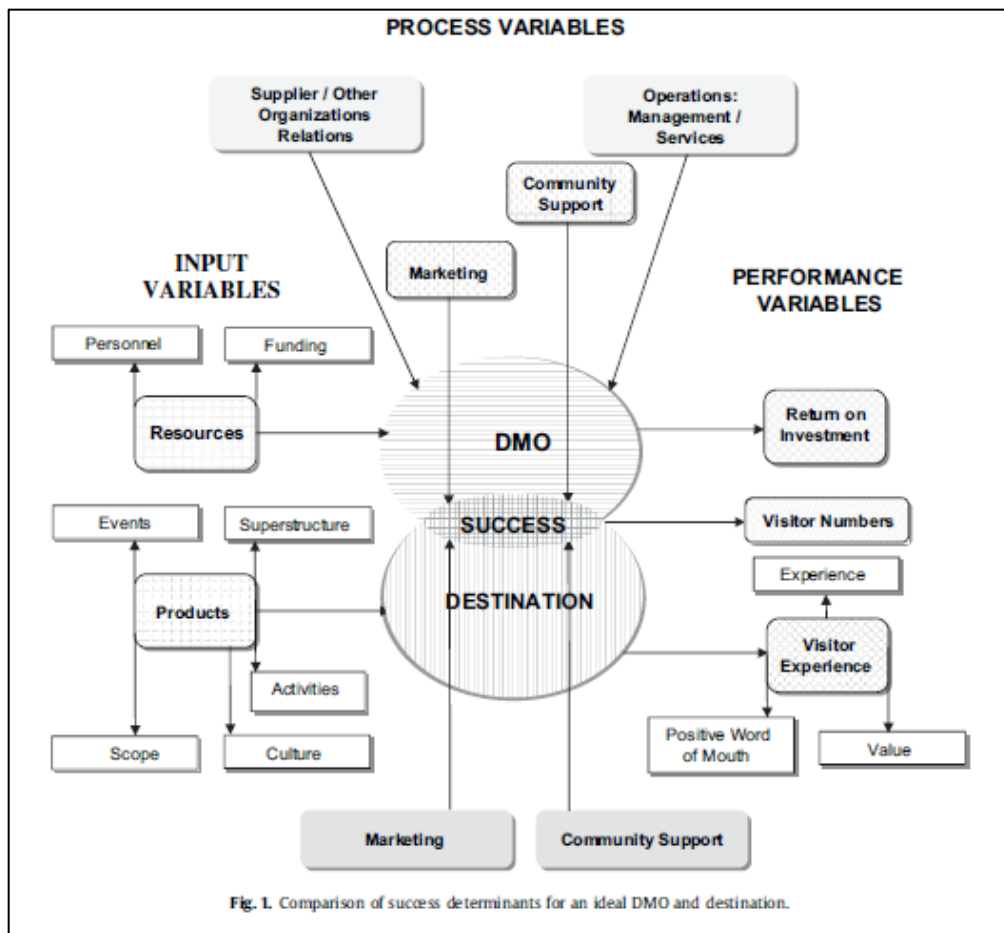 PROCESS VARIABLES
Supplier / Other
Organizations
Relations
Operations:
Management /
Services
Community
Support
Marketing
INPUT
VARIABLES
PERFORMANCE
VARIABLES
Personnel
Funding
Resources
DMO
Return on
Investment
Events
Superstructure
SUCCESS
Visitor Numbers
Experience
Products
DESTINATION
Visitor
Experience
Activities
Scope
Culture
Positive Word
of Mouth
Value
Marketing
Community Support
Fig. 1. Comparison of success determinants for an ideal DMO and destination.